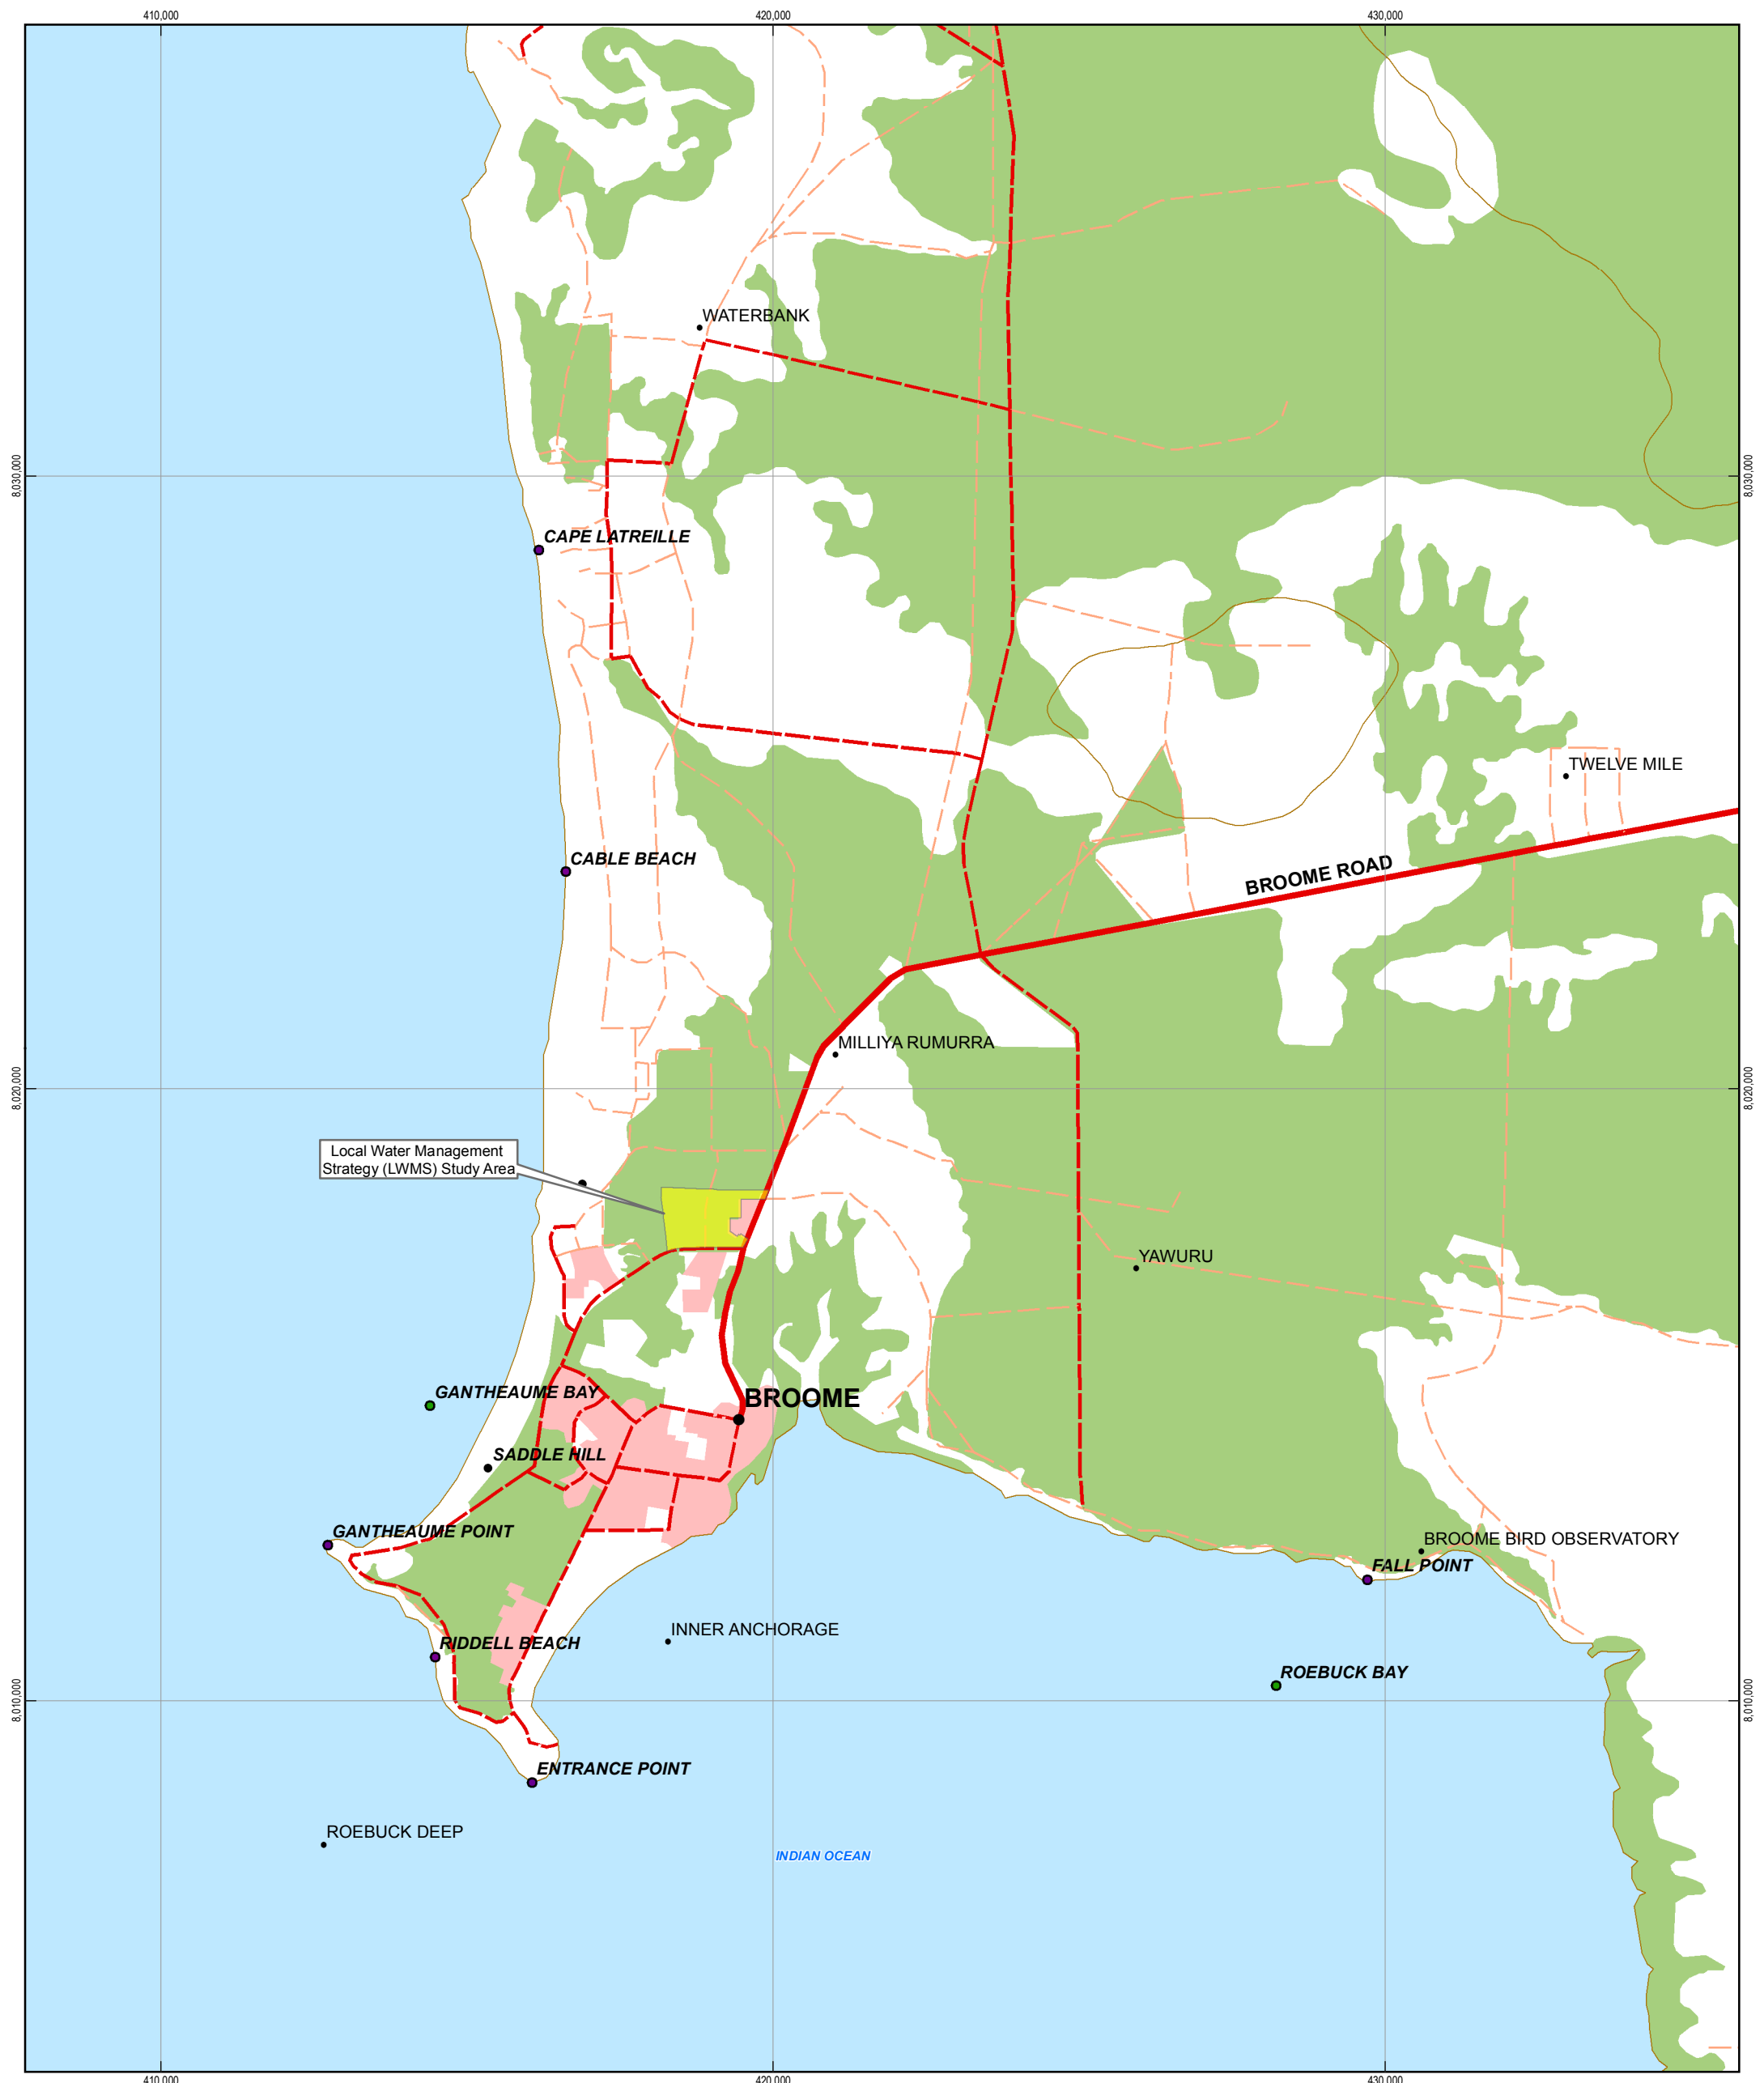 410,000
420,000
430,000
WATERBANK
8,030,000
8,030,000
CAPE LATREILLE
TWELVE MILE
CABLE BEACH
BROOME ROAD
MILLIYA RUMURRA
8,020,000
8,020,000
Local Water Management
Strategy (LWMS) Study Area
YAWURU
GANTHEAUME BAY
BROOME
SADDLE HILL
GANTHEAUME POINT
BROOME BIRD OBSERVATORY
FALL POINT
INNER ANCHORAGE
RIDDELL BEACH
ROEBUCK BAY
8,010,000
8,010,000
ENTRANCE POINT
ROEBUCK DEEP
INDIAN OCEAN
410,000
420,000
430,000